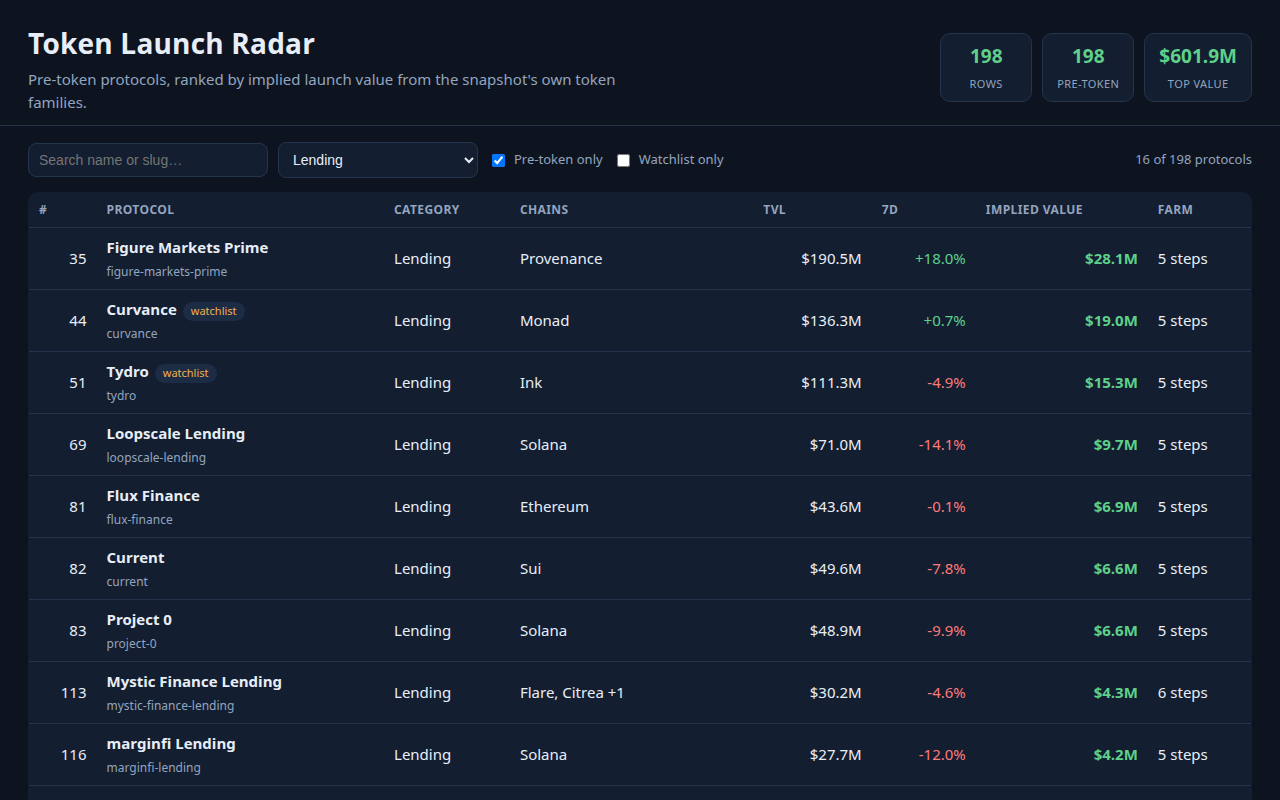 Token Launch Radar
Pre-token protocols, ranked by implied launch value from the snapshot's own token
families.
198
ROWS
198
PRE-TOKEN
$601.9M
TOP VALUE
Search name or slug…
Lending
Pre-token only
Watchlist only
16 of 198 protocols
# PROTOCOL CATEGORY CHAINS TVL 7D IMPLIED VALUE FARM
35 Figure Markets Prime Lending Provenance $190.5M +18.0% $28.1M 5 steps
figure-markets-prime
44 Curvance watchlist Lending Monad $136.3M +0.7% $19.0M 5 steps
curvance
51 Tydro watchlist Lending Ink $111.3M -4.9% $15.3M 5 steps
tydro
69 Loopscale Lending Lending Solana $71.0M -14.1% $9.7M 5 steps
loopscale-lending
81 Flux Finance Lending Ethereum $43.6M -0.1% $6.9M 5 steps
flux-finance
82 Current Lending Sui $49.6M -7.8% $6.6M 5 steps
current
83 Project 0 Lending Solana $48.9M -9.9% $6.6M 5 steps
project-0
113 Mystic Finance Lending Lending Flare, Citrea +1 $30.2M -4.6% $4.3M 6 steps
mystic-finance-lending
116 marginfi Lending Lending Solana $27.7M -12.0% $4.2M 5 steps
marginfi-lending